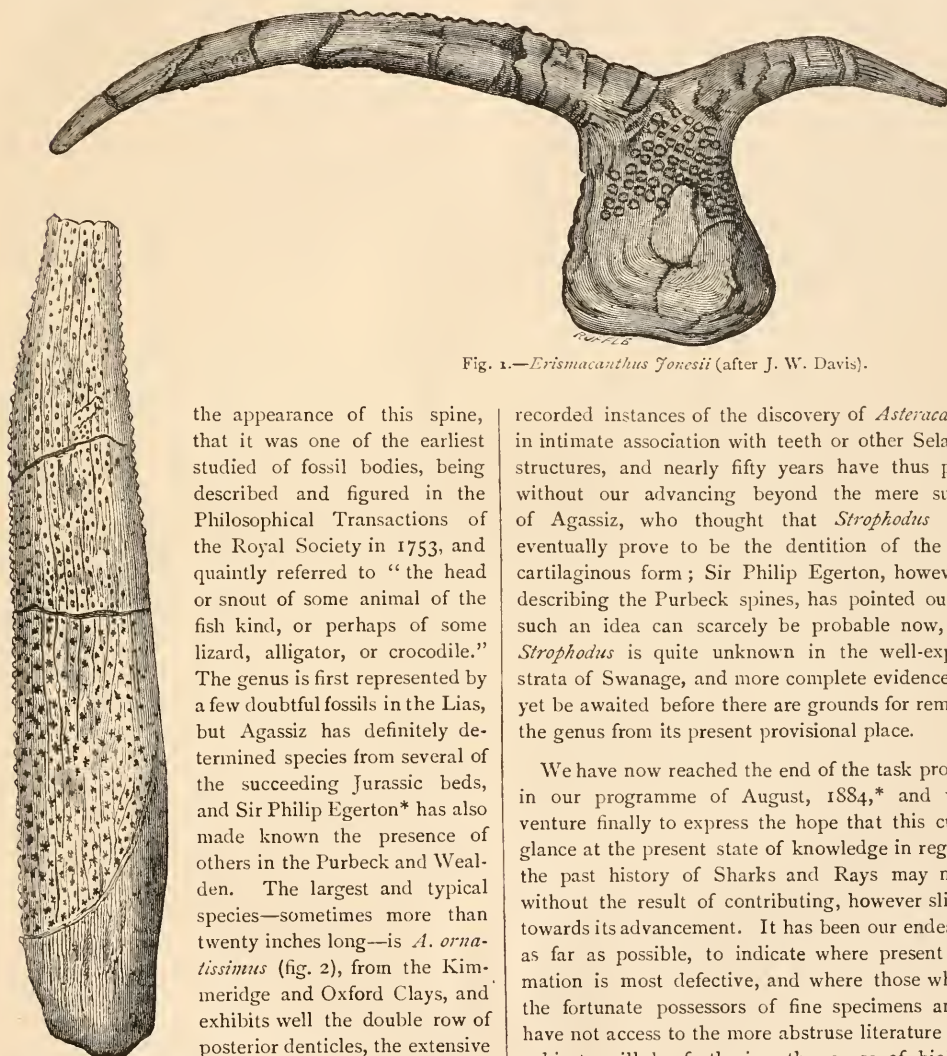 Fig. 1.—Erismacanthus Jonesii (after J. W. Davis).
the appearance of this spine,
that it was one of the earliest
studied of fossil bodies, being
described and figured in the
Philosophical Transactions of
the Royal Society in 1753, and
quaintly referred to “ the head
or snout of some animal of the
fish kind, or perhaps of some
lizard, alligator, or crocodile.”
The genus is first represented by
a few doubtful fossils in the Lias,
but Agassiz has definitely de-
termined species from several of
the succeeding Jurassic beds,
and Sir Philip Egerton* has also
made known the presence of
others in the Purbeck and Weal-
den. The largest and typical
species—sometimes more than
twenty inches long—is A. orna-
tissimus (fig. 2), from the Kim-
meridge and Oxford Clays, and
exhibits well the double row of
posterior denticles, the extensive
recorded instances of the discovery of Asteraca
in intimate association with teeth or other Sela
structures, and nearly fifty years have thus p
without our advancing beyond the mere su
of Agassiz, who thought that Strophodus
eventually prove to be the dentition of the
cartilaginous form ; Sir Philip Egerton, howev
describing the Purbeck spines, has pointed ou
such an idea can scarcely be probable now,
Strophodus is quite unknown in the well-exp
strata of Swanage, and more complete evidence
yet be awaited before there are grounds for rem
the genus from its present provisional place.
We have now reached the end of the task pro
in our programme of August, 1884,* and
venture finally to express the hope that this cu
glance at the present state of knowledge in reg
the past history of Sharks and Rays may n
without the result of contributing, however sli
towards its advancement. It has been our endea
as far as possible, to indicate where present
mation is most defective, and where those wh
the fortunate possessors of fine specimens an
have not access to the more abstruse literature